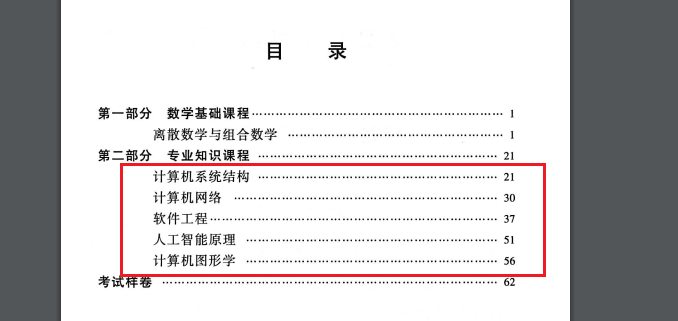 目 录
第一部分 数学基础课程 …… 1
离散数学与组合数学 …… 1
第二部分 专业知识课程 …… 21
计算机系统结构 …… 21
计算机网络 …… 30
软件工程 …… 37
人工智能原理 …… 51
计算机图形学 …… 56
考试样卷 …… 62